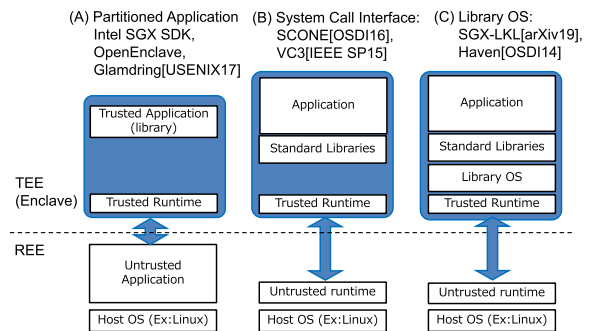 (A) Partitioned Application
Intel SGX SDK,
OpenEnclave,
Glamdring[USENIX17]
(B) System Call Interface:
SCONE[OSDI16],
VC3[IEEE SP15]
(C) Library OS:
SGX-LKL[arXiv19],
Haven[OSDI14]
Trusted Application
(library)
Trusted Runtime
Application
Standard Libraries
Trusted Runtime
Application
Standard Libraries
Library OS
Trusted Runtime
TEE
(Enclave)
REE
Untrusted
Application
Host OS (Ex:Linux)
Untrusted runtime
Host OS (Ex:Linux)
Untrusted runtime
Host OS (Ex:Linux)